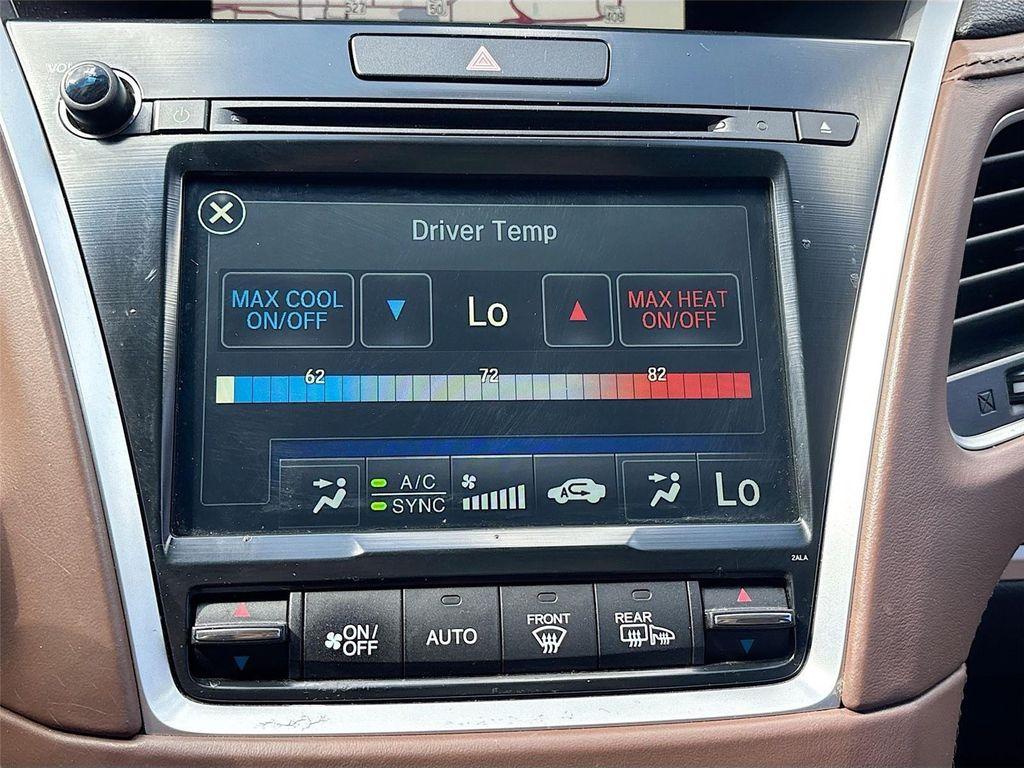 527
50
408
VOL
Driver Temp
MAX COOL
ON/OFF
Lo
MAX HEAT
ON/OFF
62
72
82
A/C
SYNC
A
Lo
2ALA
ON/
OFF
AUTO
FRONT
REAR